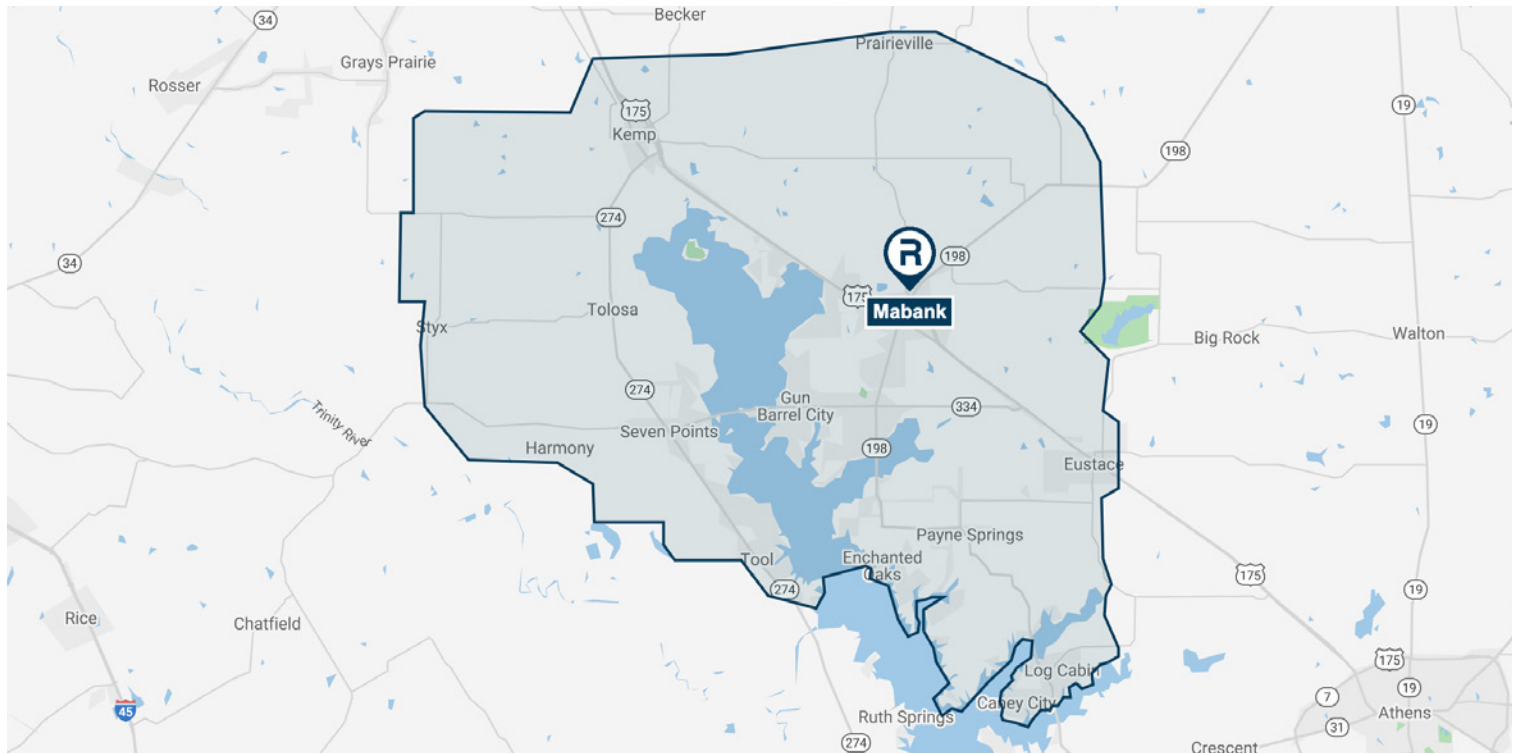 Becker
34
Prairieville
Grays Prairie
Rosser
175
19
Kemp
198
274
34
R
198
175
Mabank
Tolosa
Styx
Big Rock
Walton
274
Gun
Barrel City
334
Trinity River
Seven Points
19
Harmony
198
Eustace
Payne Springs
Tool
Enchanted
Oaks
175
274
19
Rice
Chatfield
175
Log Cabin
19
7
45
Caney City
Ruth Springs
Athens
31
274
Crescent